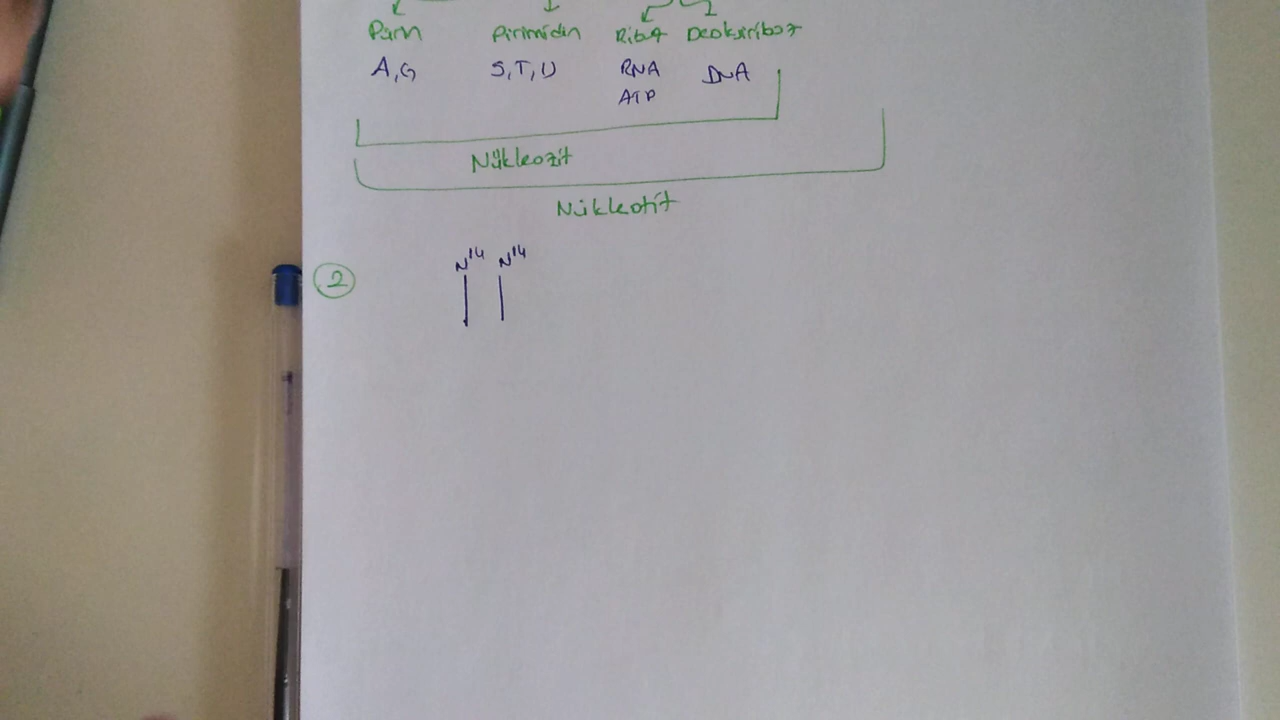 Pürin Pirimidin Riboz Deoksiriboz
A,G S,T,U RNA DNA
ATP
Nükleozit
Nükleotit
2 N14 N14